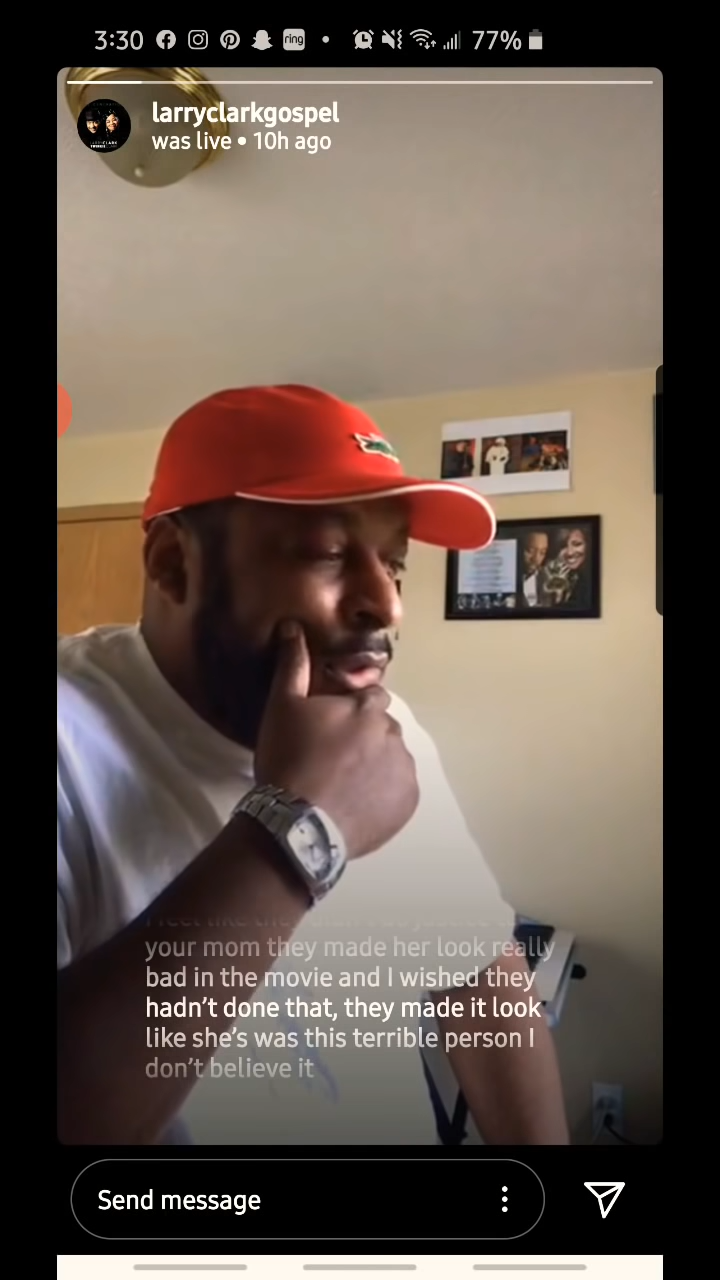 3:30 ring • 77%
larryclarkgospel
was live • 10h ago
your mom they made her look really
bad in the movie and I wished they
hadn't done that, they made it look
like she's was this terrible person I
don't believe it
Send message